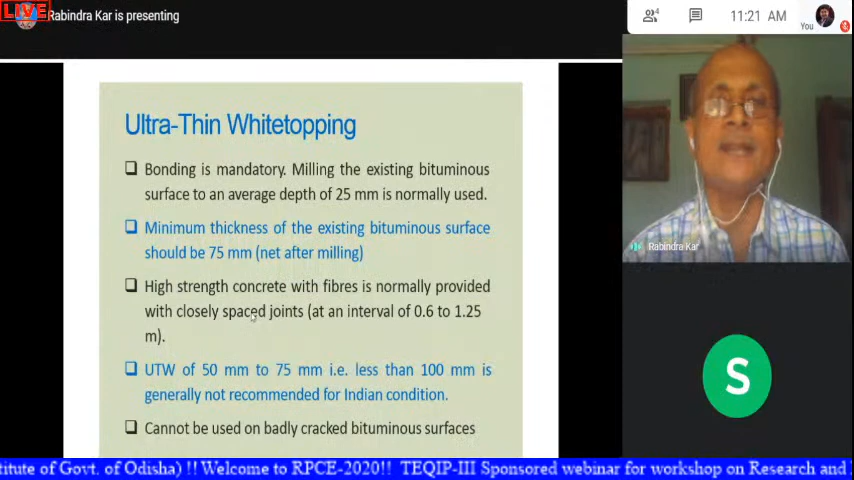 LIVE
Rabindra Kar is presenting
4
11:21 AM
You
Ultra-Thin Whitetopping
Bonding is mandatory. Milling the existing bituminous
surface to an average depth of 25 mm is normally used.
Minimum thickness of the existing bituminous surface
should be 75 mm (net after milling)
High strength concrete with fibres is normally provided
with closely spaced joints (at an interval of 0.6 to 1.25
m).
UTW of 50 mm to 75 mm i.e. less than 100 mm is
generally not recommended for Indian condition.
Cannot be used on badly cracked bituminous surfaces
Rabindra Kar
S
titute of Govt. of Odisha) !! Welcome to RPCE-2020!! TEQIP-III Sponsored webinar for workshop on Research and